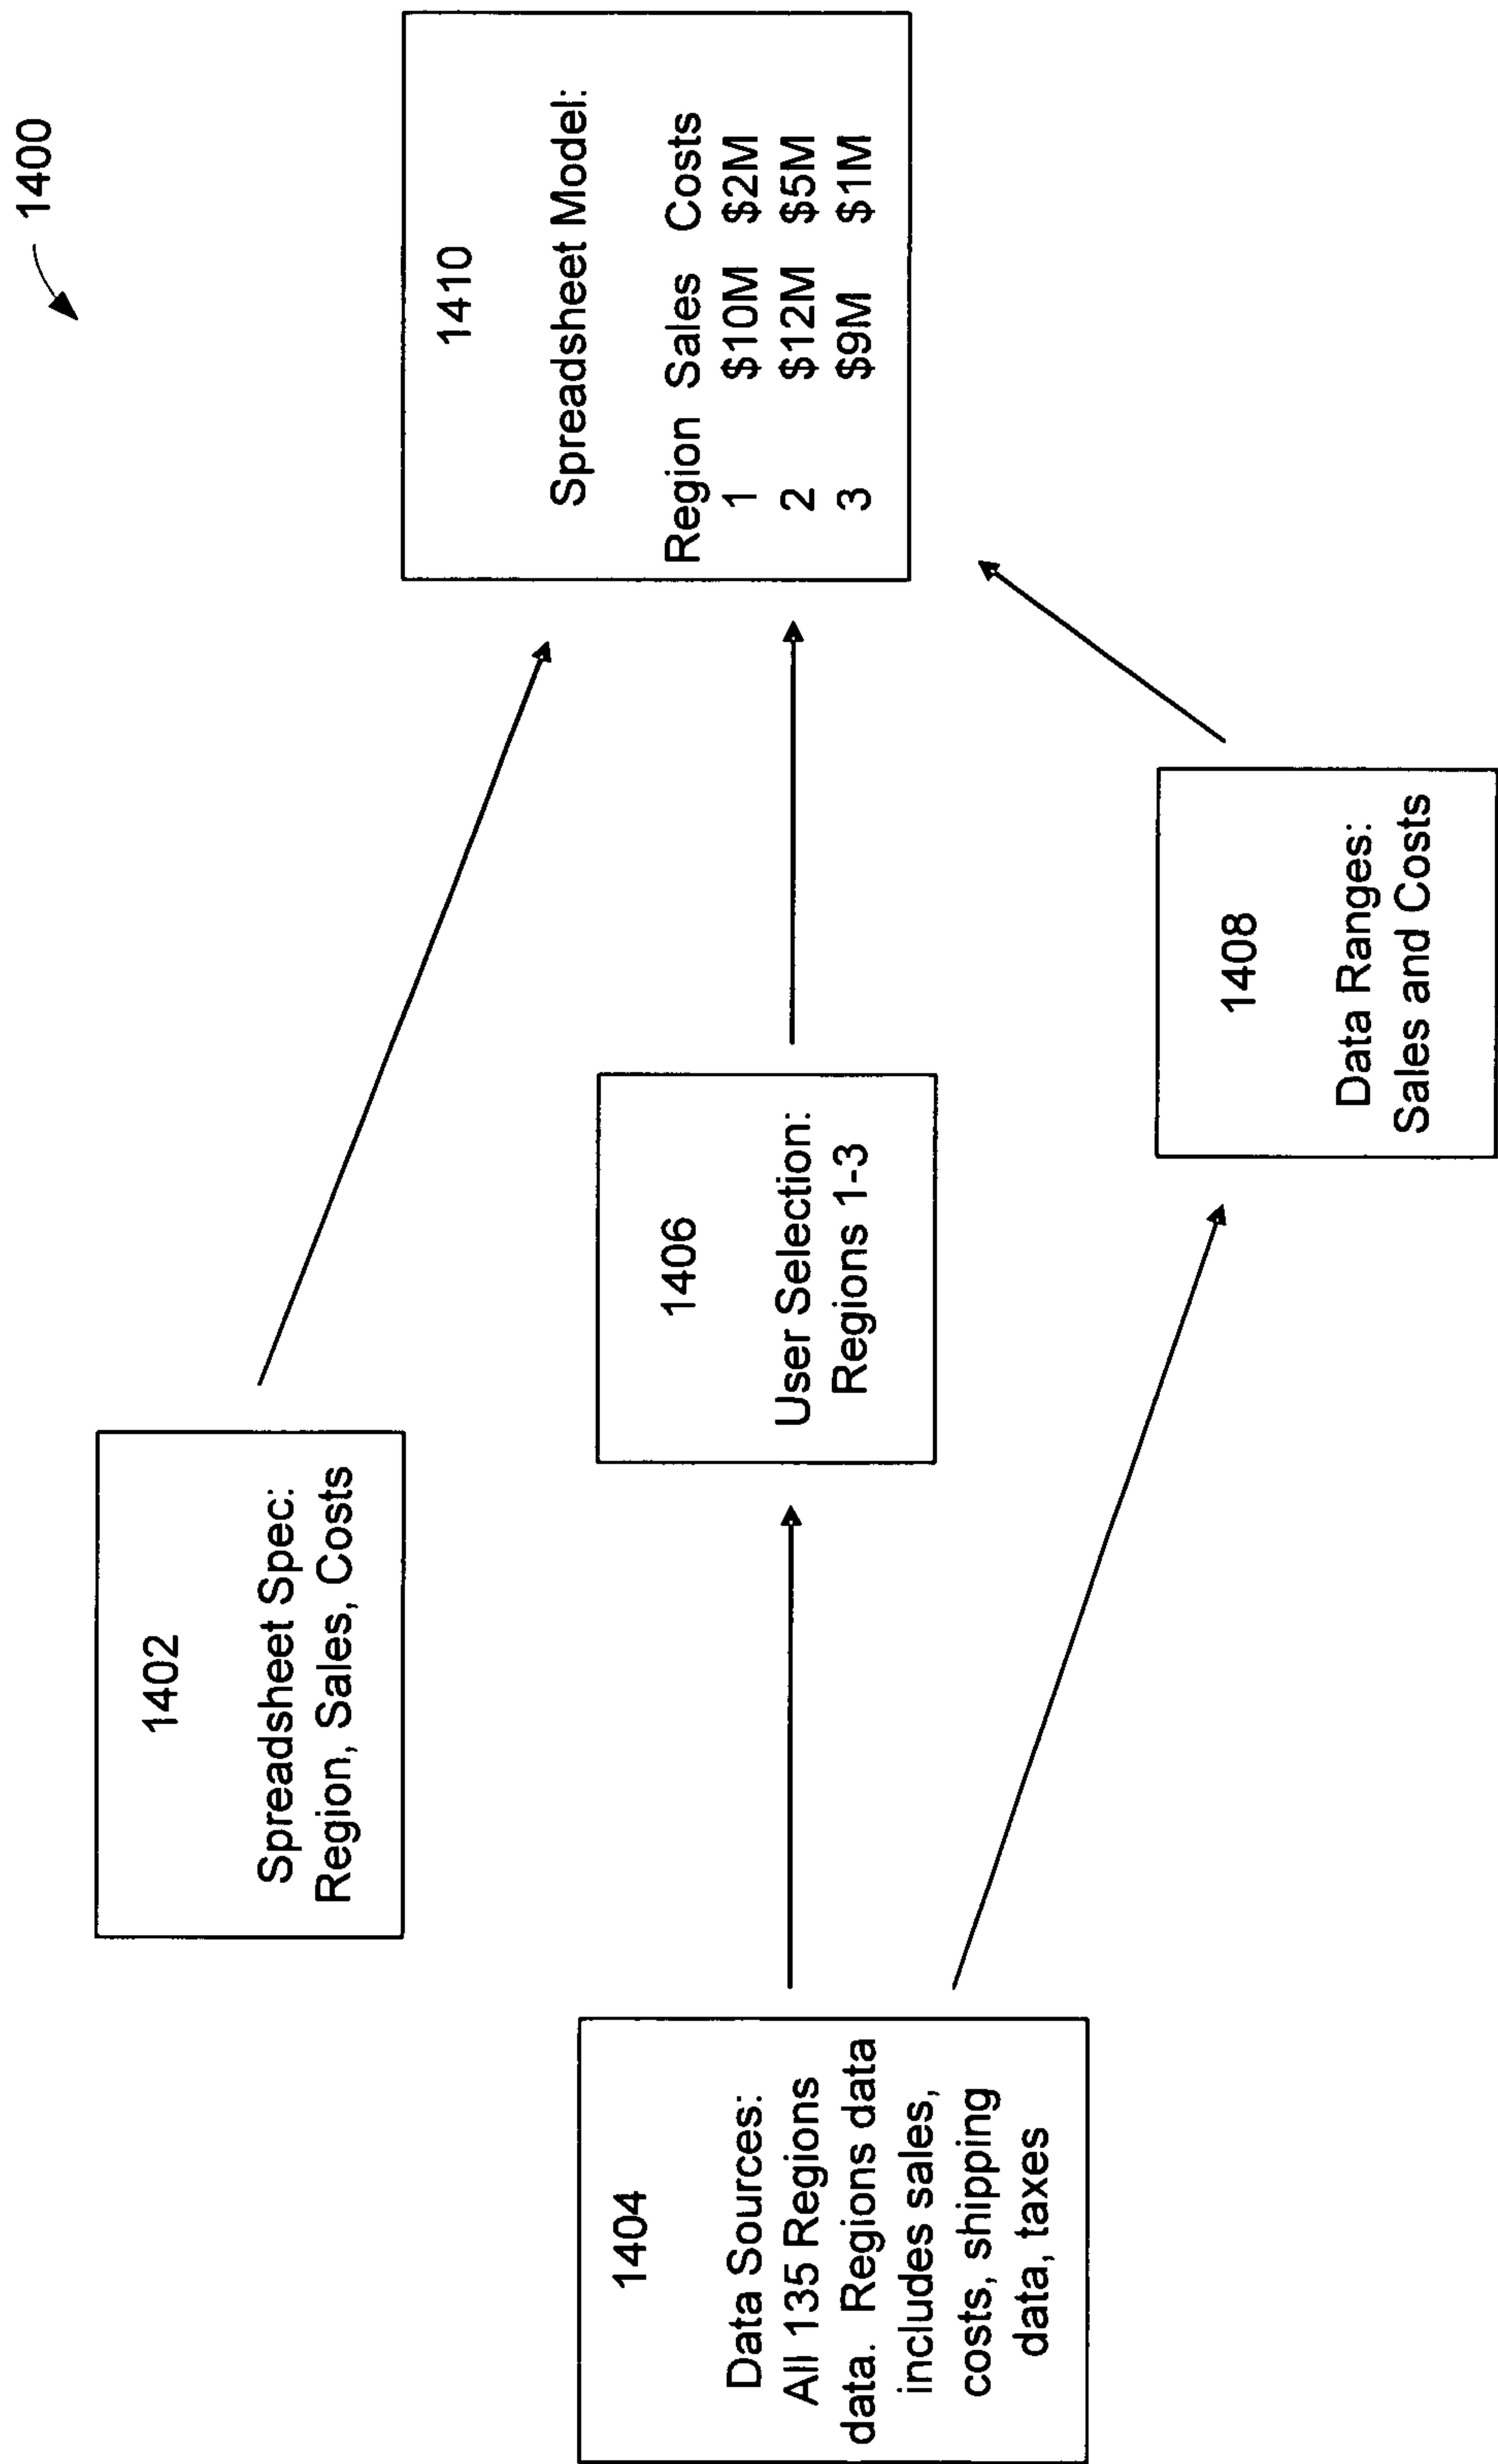 1400
1402
Spreadsheet Spec:
Region, Sales, Costs
1404
Data Sources:
All 135 Regions
data. Regions data
includes sales,
costs, shipping
data, taxes
1406
User Selection:
Regions 1-3
1408
Data Ranges:
Sales and Costs
1410
Spreadsheet Model:
Region Sales Costs
1 $10M $2M
2 $12M $5M
3 $9M $1M